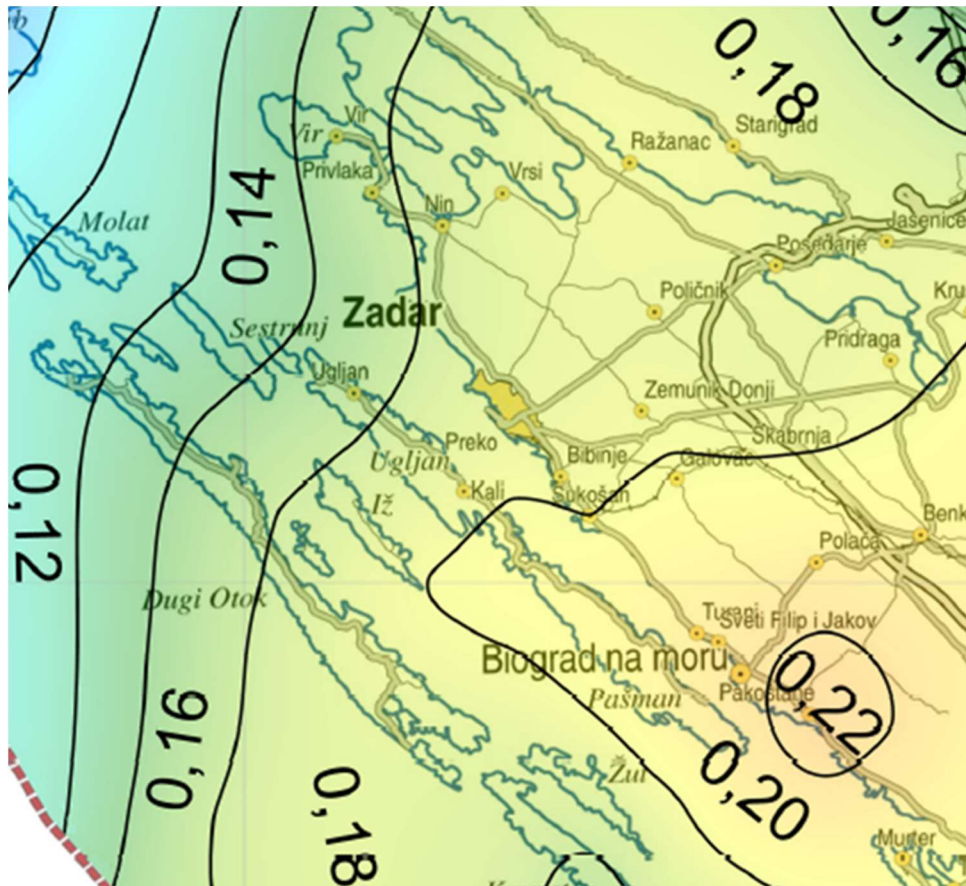 0,16
0,18
Starigrad
Vir
Vir
Ražanac
Privlaka
Vrsi
0,14
Molat
Nin
Jasenice
Posedarje
Poličnik
Zadar
Sestrunj
Pridraga
Ugljan
Zemunik Donji
Preko
Škabrnja
Bibinje
Galovac
Ugljan
Kali
Sukošan
Iž
0,12
Polača
Dugi Otok
Turanj
Sveti Filip i Jakov
Biograd na moru
Pakoštane
Pašman
0,22
0,16
Žut
0,20
0,18
Murter